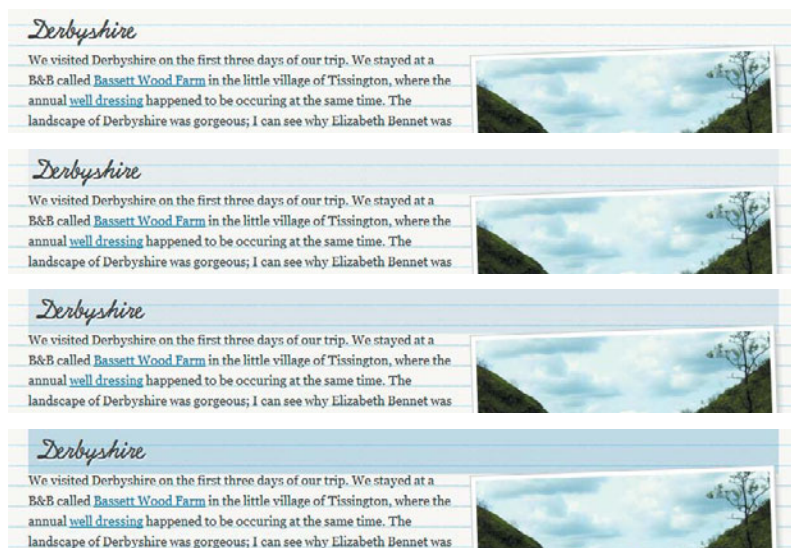 Derbyshire
We visited Derbyshire on the first three days of our trip. We stayed at a
B&B called Bassett Wood Farm in the little village of Tissington, where the
annual well dressing happened to be occuring at the same time. The
landscape of Derbyshire was gorgeous; I can see why Elizabeth Bennet was
Derbyshire
We visited Derbyshire on the first three days of our trip. We stayed at a
B&B called Bassett Wood Farm in the little village of Tissington, where the
annual well dressing happened to be occuring at the same time. The
landscape of Derbyshire was gorgeous; I can see why Elizabeth Bennet was
Derbyshire
We visited Derbyshire on the first three days of our trip. We stayed at a
B&B called Bassett Wood Farm in the little village of Tissington, where the
annual well dressing happened to be occuring at the same time. The
landscape of Derbyshire was gorgeous; I can see why Elizabeth Bennet was
Derbyshire
We visited Derbyshire on the first three days of our trip. We stayed at a
B&B called Bassett Wood Farm in the little village of Tissington, where the
annual well dressing happened to be occuring at the same time. The
landscape of Derbyshire was gorgeous; I can see why Elizabeth Bennet was